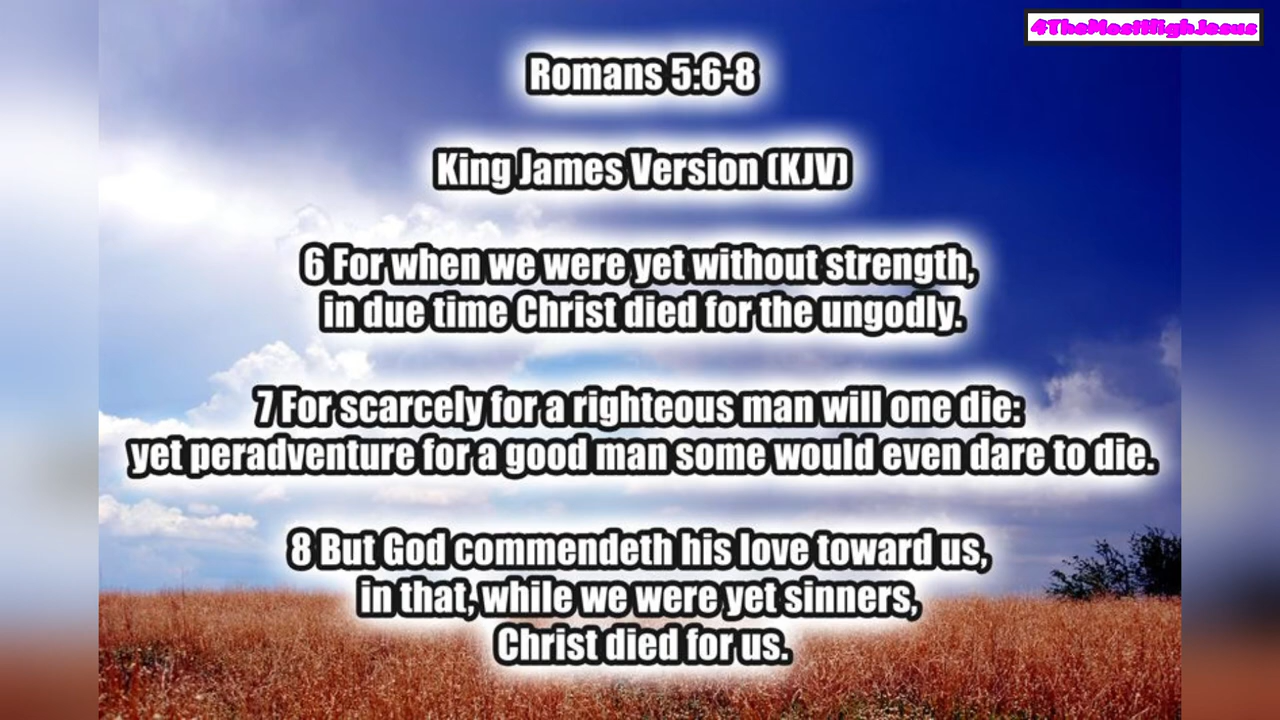 4TheMostHighJesus
Romans 5:6-8
King James Version (KJV)
6 For when we were yet without strength,
in due time Christ died for the ungodly.
7 For scarcely for a righteous man will one die:
yet peradventure for a good man some would even dare to die.
8 But God commendeth his love toward us,
in that, while we were yet sinners,
Christ died for us.